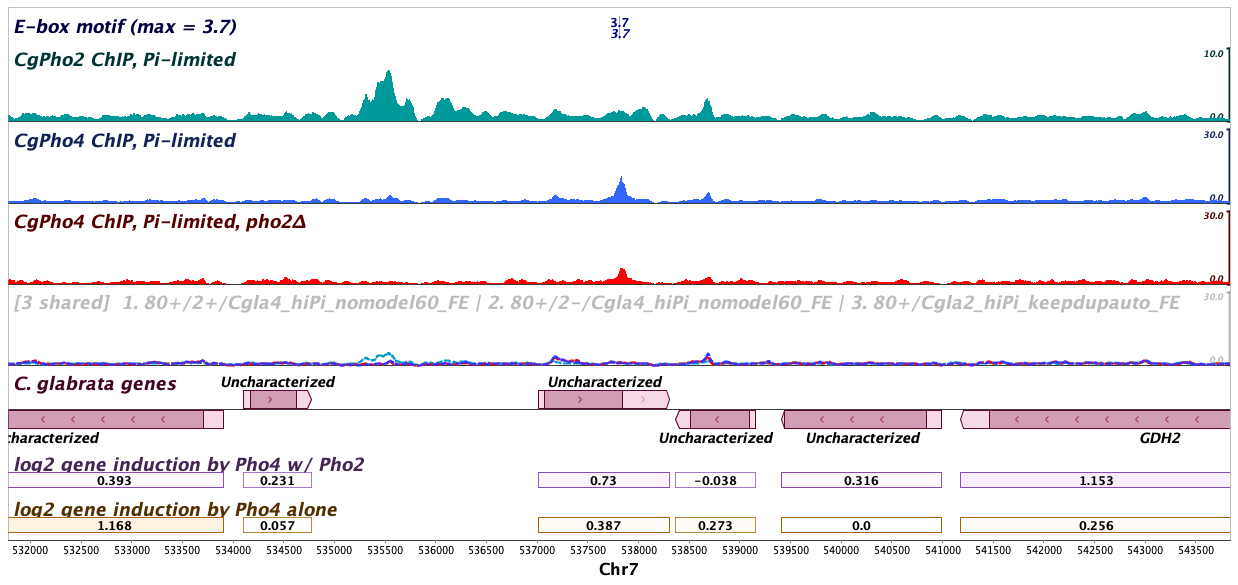 E-box motif (max = 3.7)
3.7
3.7
CgPho2 ChIP, Pi-limited
10.0
0.0
CgPho4 ChIP, Pi-limited
30.0
0.0
CgPho4 ChIP, Pi-limited, pho2Δ
30.0
0.0
[3 shared] 1. 80+/2+/Cgla4_hiPi_nomodel60_FE | 2. 80+/2-/Cgla4_hiPi_nomodel60_FE | 3. 80+/Cgla2_hiPi_keepdupauto_FE
30.0
0.0
C. glabrata genes
Uncharacterized Uncharacterized
characterized Uncharacterized Uncharacterized GDH2
log2 gene induction by Pho4 w/ Pho2
0.393 0.231 0.73 -0.038 0.316 1.153
log2 gene induction by Pho4 alone
1.168 0.057 0.387 0.273 0.0 0.256
532000 532500 533000 533500 534000 534500 535000 535500 536000 536500 537000 537500 538000 538500 539000 539500 540000 540500 541000 541500 542000 542500 543000 543500
Chr7